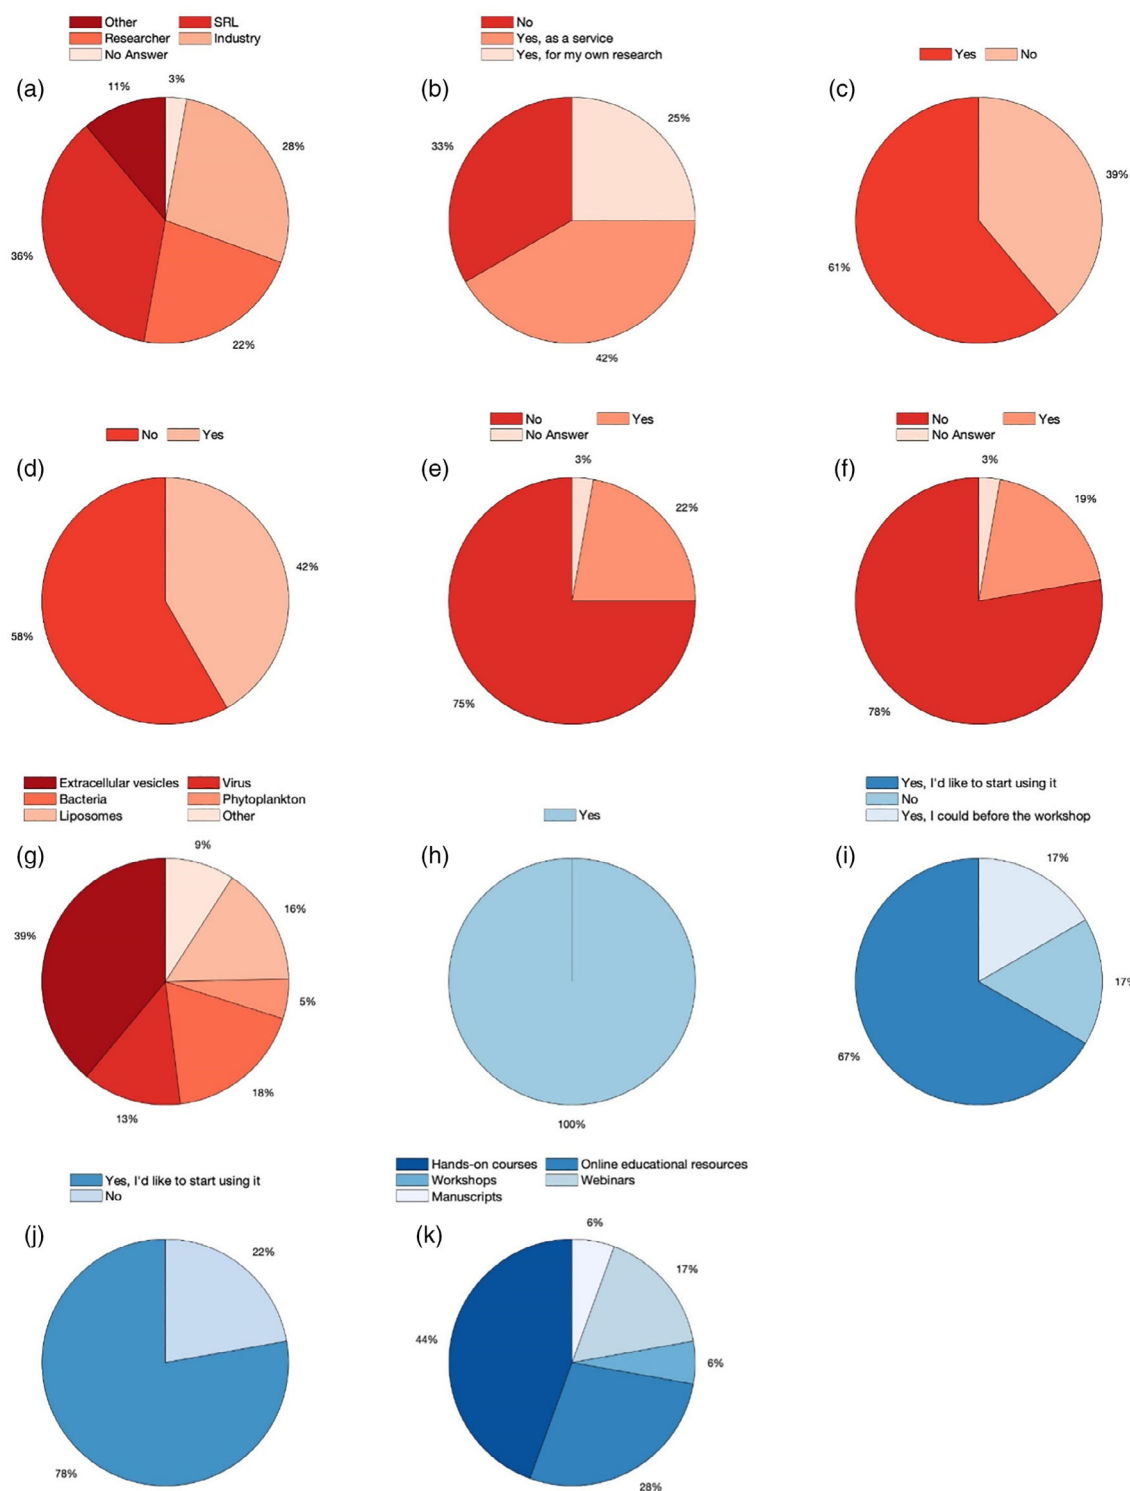 Other SRL
Researcher Industry
No Answer
(a)
11%
3%
28%
36%
22%
No
Yes, as a service
Yes, for my own research
(b)
33%
25%
42%
Yes No
(c)
39%
61%
No Yes
(d)
42%
58%
No Yes
No Answer
(e)
3%
22%
75%
No Yes
No Answer
(f)
3%
19%
78%
Extracellular vesicles Virus
Bacteria Phytoplankton
Liposomes Other
(g)
9%
16%
39%
5%
18%
13%
Yes
(h)
100%
Yes, I'd like to start using it
No
Yes, I could before the workshop
(i)
17%
17%
67%
Yes, I'd like to start using it
No
(j)
22%
78%
Hands-on courses Online educational resources
Workshops Webinars
Manuscripts
(k)
6%
17%
44%
6%
28%